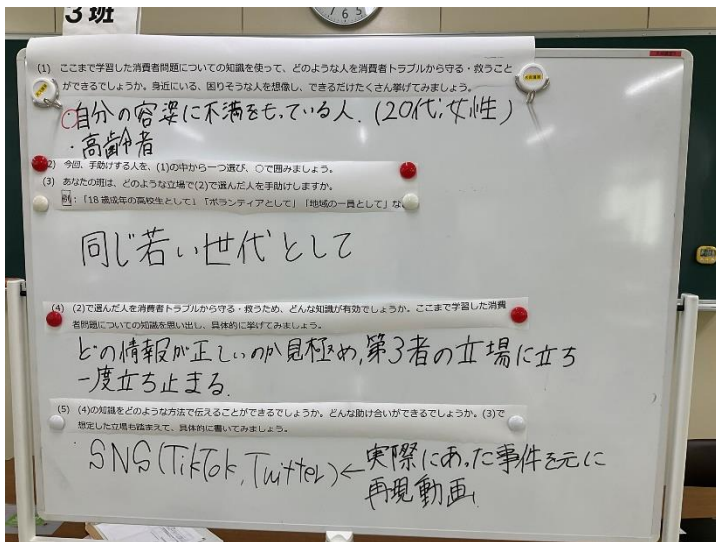 3班
(1) ここまで学習した消費者問題についての知識を使って、どのような人を消費者トラブルから守る・救うこと
ができるでしょうか。身近にいる、困りそうな人を想像し、できるだけたくさん挙げてみましょう。
自分の容姿に不満をもっている人.(20代,女性)
・高齢者
2) 今回、手助けする人を、(1)の中から一つ選び、○で囲みましょう。
(3) あなたの班は、どのような立場で(2)で選んだ人を手助けしますか。
例：「18歳成年の高校生として」「ボランティアとして」「地域の一員として」な
同じ若い世代として
(4) (2)で選んだ人を消費者トラブルから守る・救うため、どんな知識が有効でしょうか。ここまで学習した消費
者問題についての知識を思い出し、具体的に挙げてみましょう。
どの情報が正しいのか見極め,第3者の立場に立ち
一度立ち止まる.
(5) (4)の知識をどのような方法で伝えることができるでしょうか。どんな助け合いができるでしょうか。(3)で
想定した立場も踏まえて、具体的に書いてみましょう。
SNS(TikTok,Twitter)←実際にあった事件を元に
再現動画